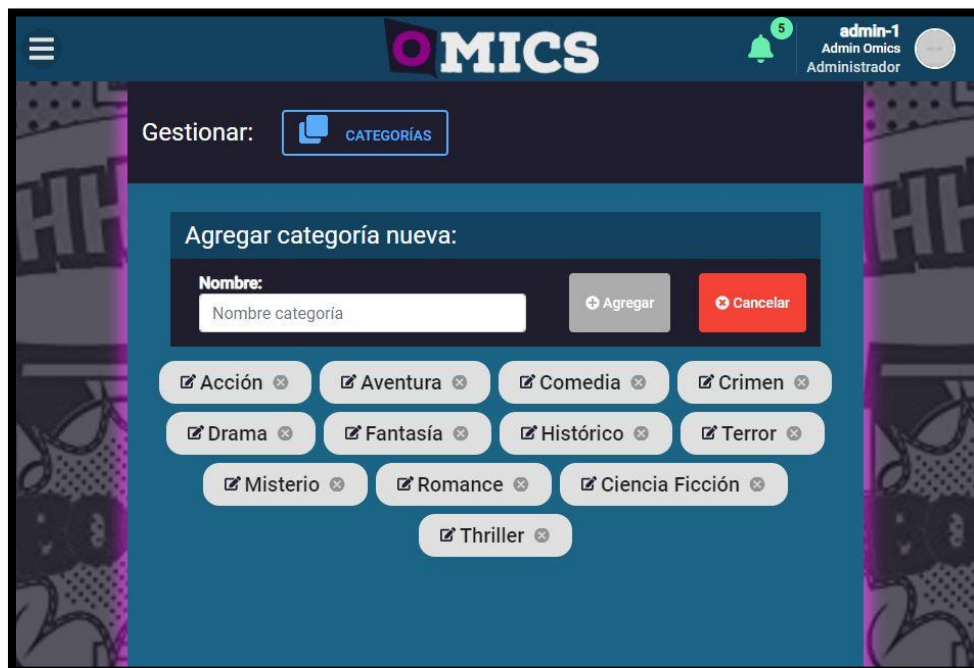 OMICS
5
admin-1
Admin Omics
Administrador
Gestionar:
CATEGORÍAS
Agregar categoría nueva:
Nombre:
Nombre categoría
Agregar
Cancelar
Acción Aventura Comedia Crimen
Drama Fantasía Histórico Terror
Misterio Romance Ciencia Ficción
Thriller